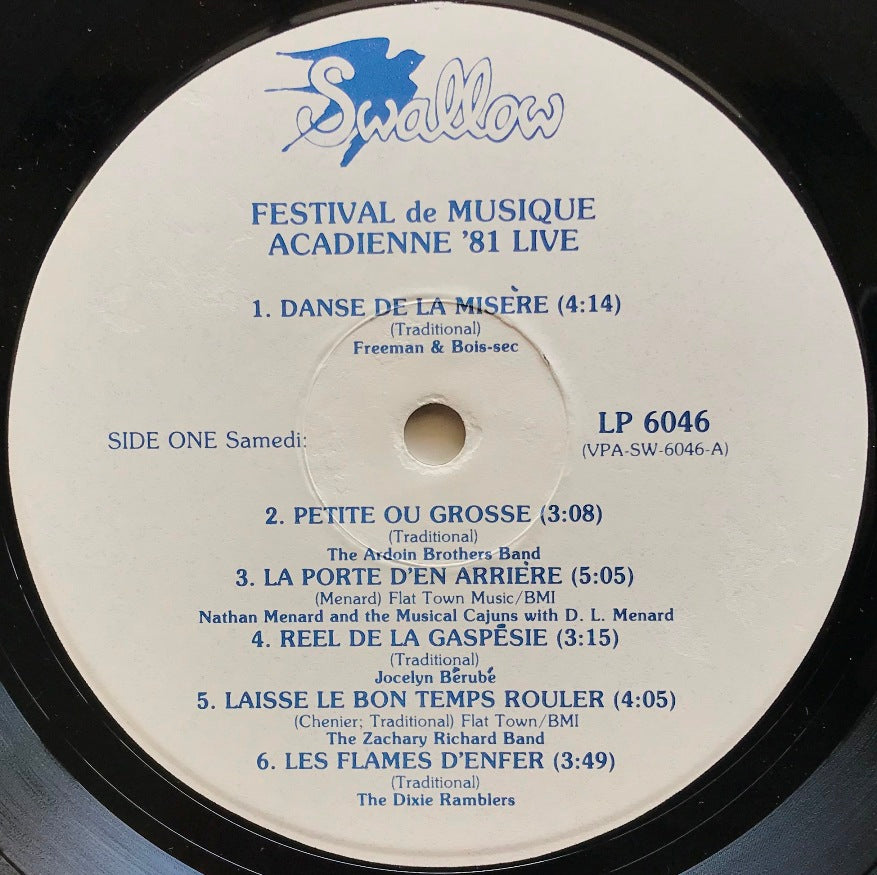 Swallow
FESTIVAL de MUSIQUE
ACADIENNE '81 LIVE
1. DANSE DE LA MISÈRE (4:14)
(Traditional)
Freeman & Bois-sec
SIDE ONE Samedi:
LP 6046
(VPA-SW-6046-A)
2. PETITE OU GROSSE (3:08)
(Traditional)
The Ardoin Brothers Band
3. LA PORTE D'EN ARRIÈRE (5:05)
(Menard) Flat Town Music/BMI
Nathan Menard and the Musical Cajuns with D. L. Menard
4. REEL DE LA GASPÉSIE (3:15)
(Traditional)
Jocelyn Bérubé
5. LAISSE LE BON TEMPS ROULER (4:05)
(Chenier; Traditional) Flat Town/BMI
The Zachary Richard Band
6. LES FLAMES D'ENFER (3:49)
(Traditional)
The Dixie Ramblers